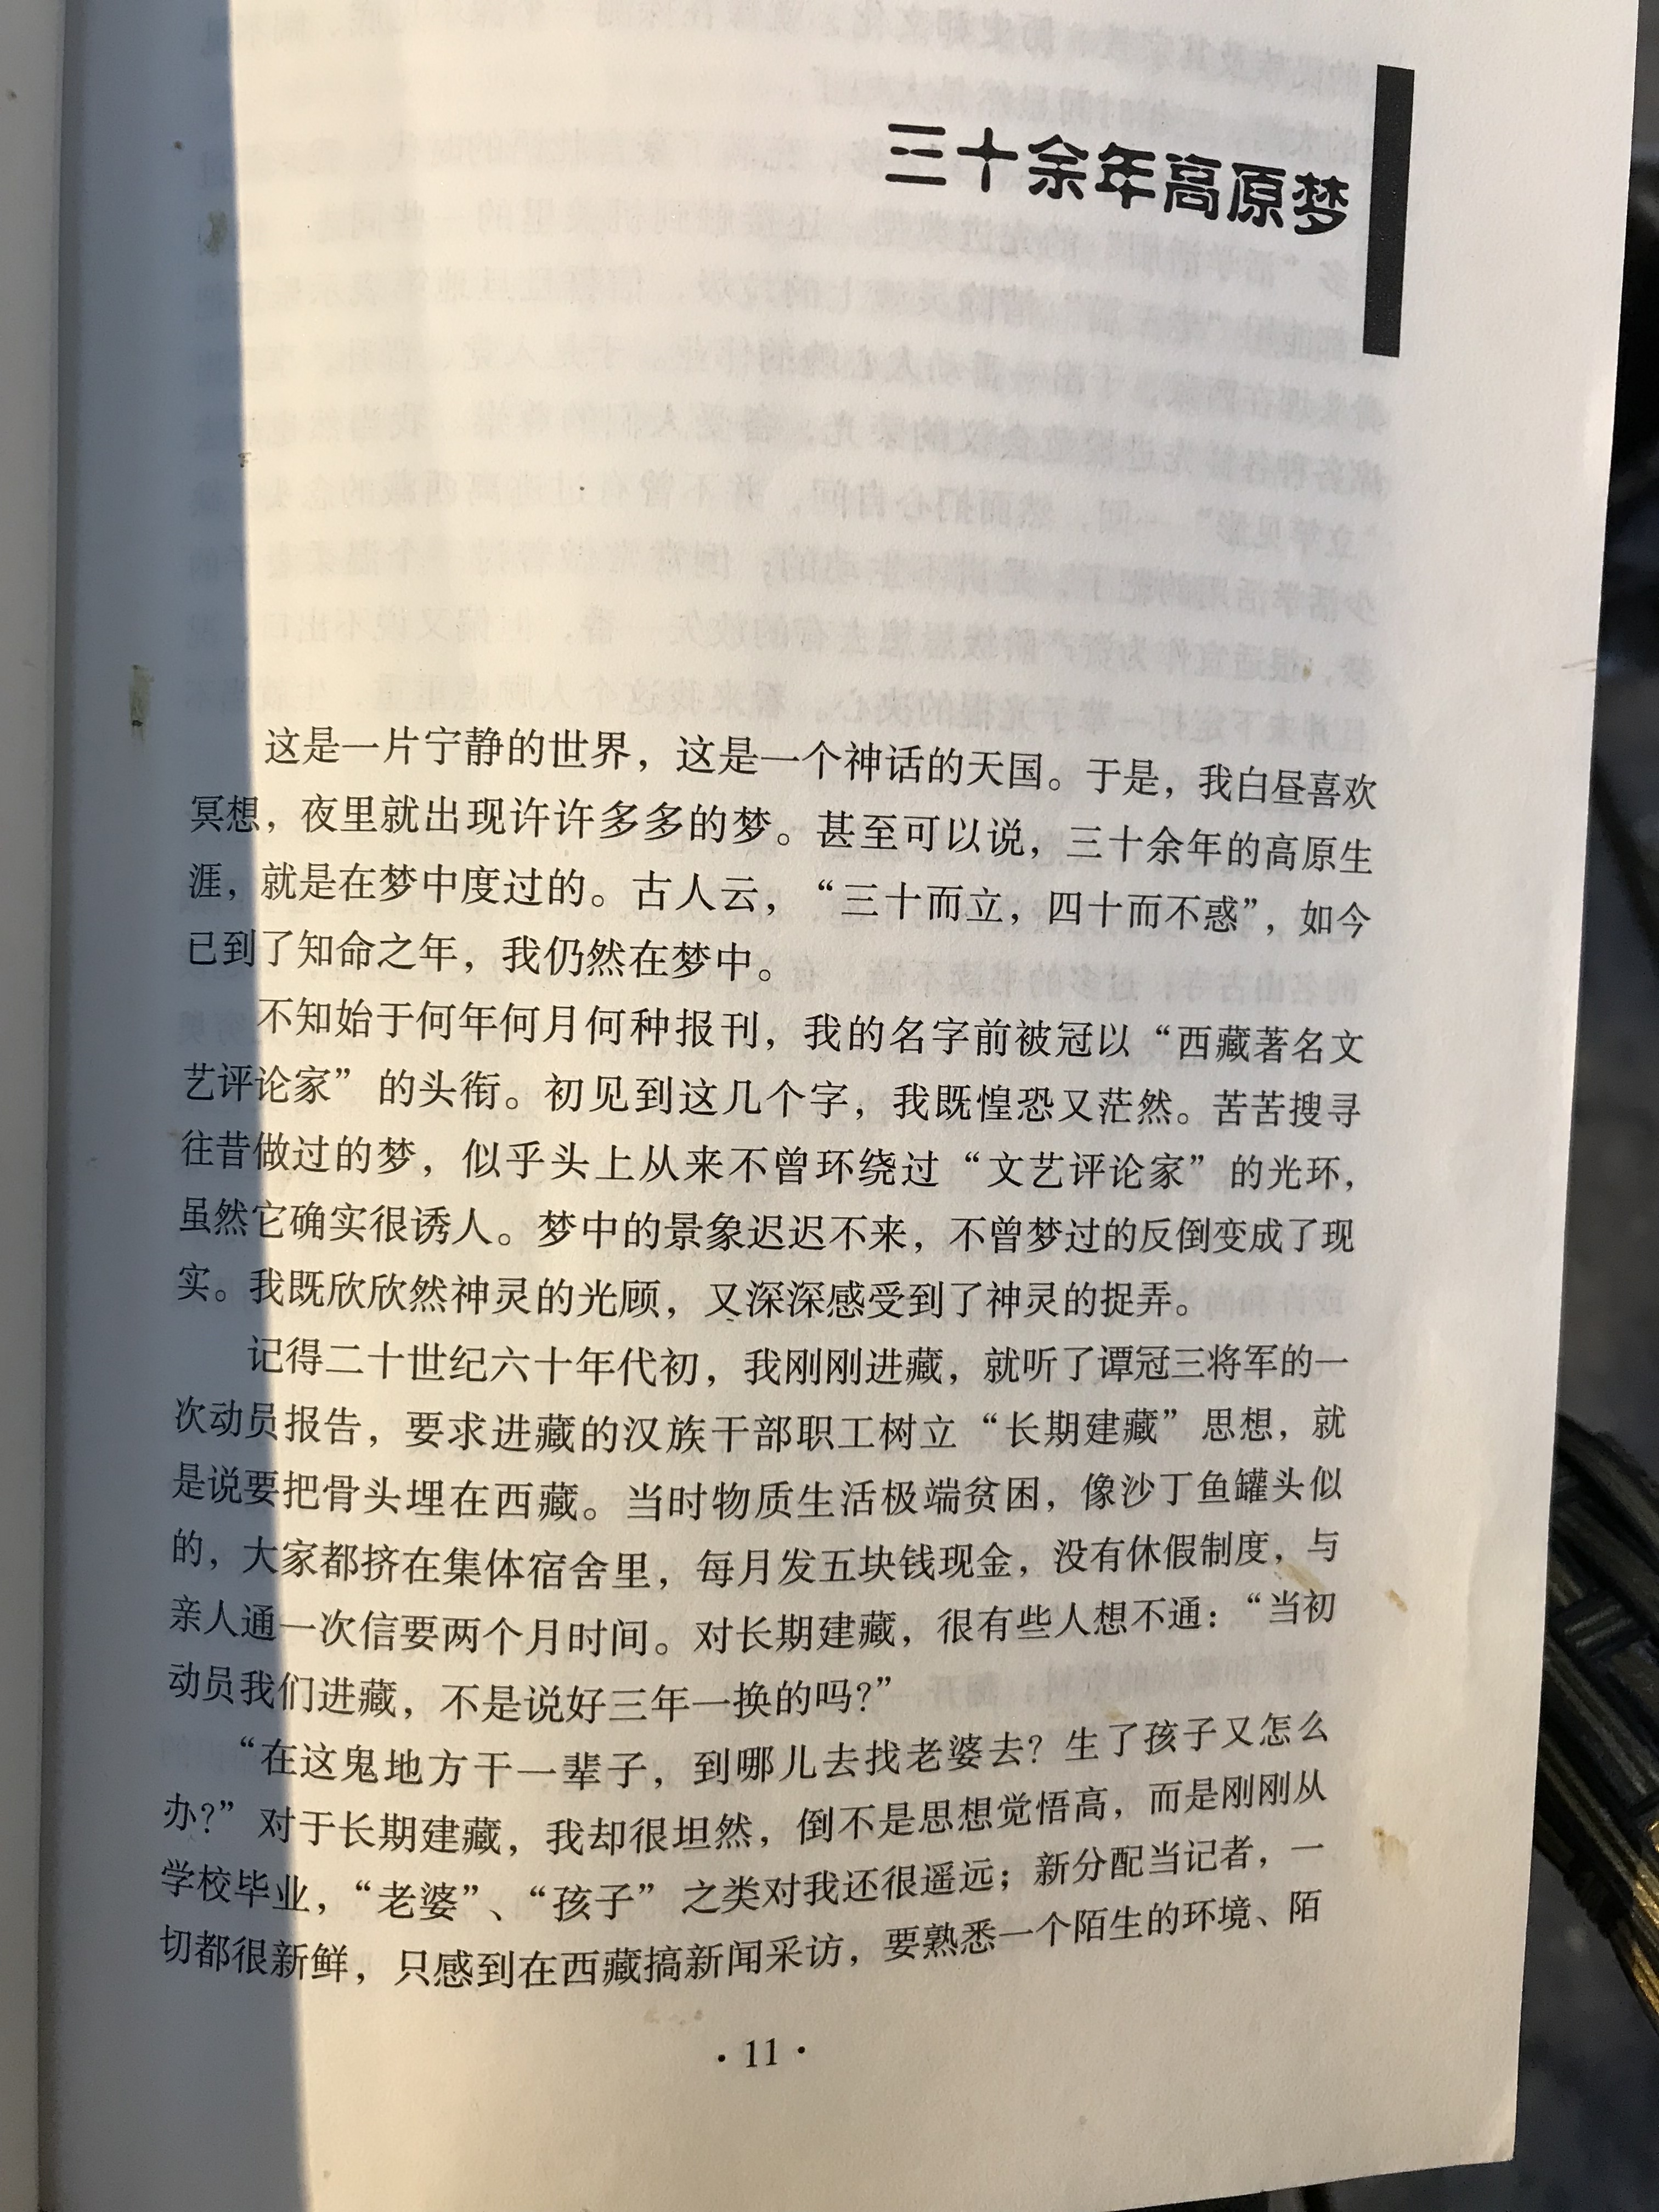 三十余年高原梦
这是一片宁静的世界，这是一个神话的天国。于是，我白昼喜欢
冥想，夜里就出现许许多多的梦。甚至可以说，三十余年的高原生
涯，就是在梦中度过的。古人云，“三十而立，四十而不惑”，如今
已到了知命之年，我仍然在梦中。
不知始于何年何月何种报刊，我的名字前被冠以“西藏著名文
艺评论家”的头衔。初见到这几个字，我既惶恐又茫然。苦苦搜寻
往昔做过的梦，似乎头上从来不曾环绕过“文艺评论家”的光环，
虽然它确实很诱人。梦中的景象迟迟不来，不曾梦过的反倒变成了现
实。我既欣欣然神灵的光顾，又深深感受到了神灵的捉弄。
记得二十世纪六十年代初，我刚刚进藏，就听了谭冠三将军的一
次动员报告，要求进藏的汉族干部职工树立“长期建藏”思想，就
是说要把骨头埋在西藏。当时物质生活极端贫困，像沙丁鱼罐头似
的，大家都挤在集体宿舍里，每月发五块钱现金，没有休假制度，与
亲人通一次信要两个月时间。对长期建藏，很有些人想不通：“当初
动员我们进藏，不是说好三年一换的吗？”
“在这鬼地方干一辈子，到哪儿去找老婆去？生了孩子又怎么
办？”对于长期建藏，我却很坦然，倒不是思想觉悟高，而是刚刚从
学校毕业，“老婆”、“孩子”之类对我还很遥远；新分配当记者，一
切都很新鲜，只感到在西藏搞新闻采访，要熟悉一个陌生的环境、陌
·11·